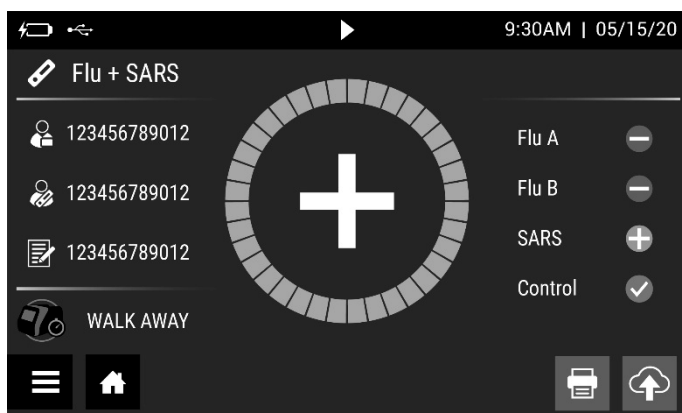 9:30AM | 05/15/20
Flu + SARS
123456789012
123456789012
123456789012
WALK AWAY
Flu A
Flu B
SARS
Control